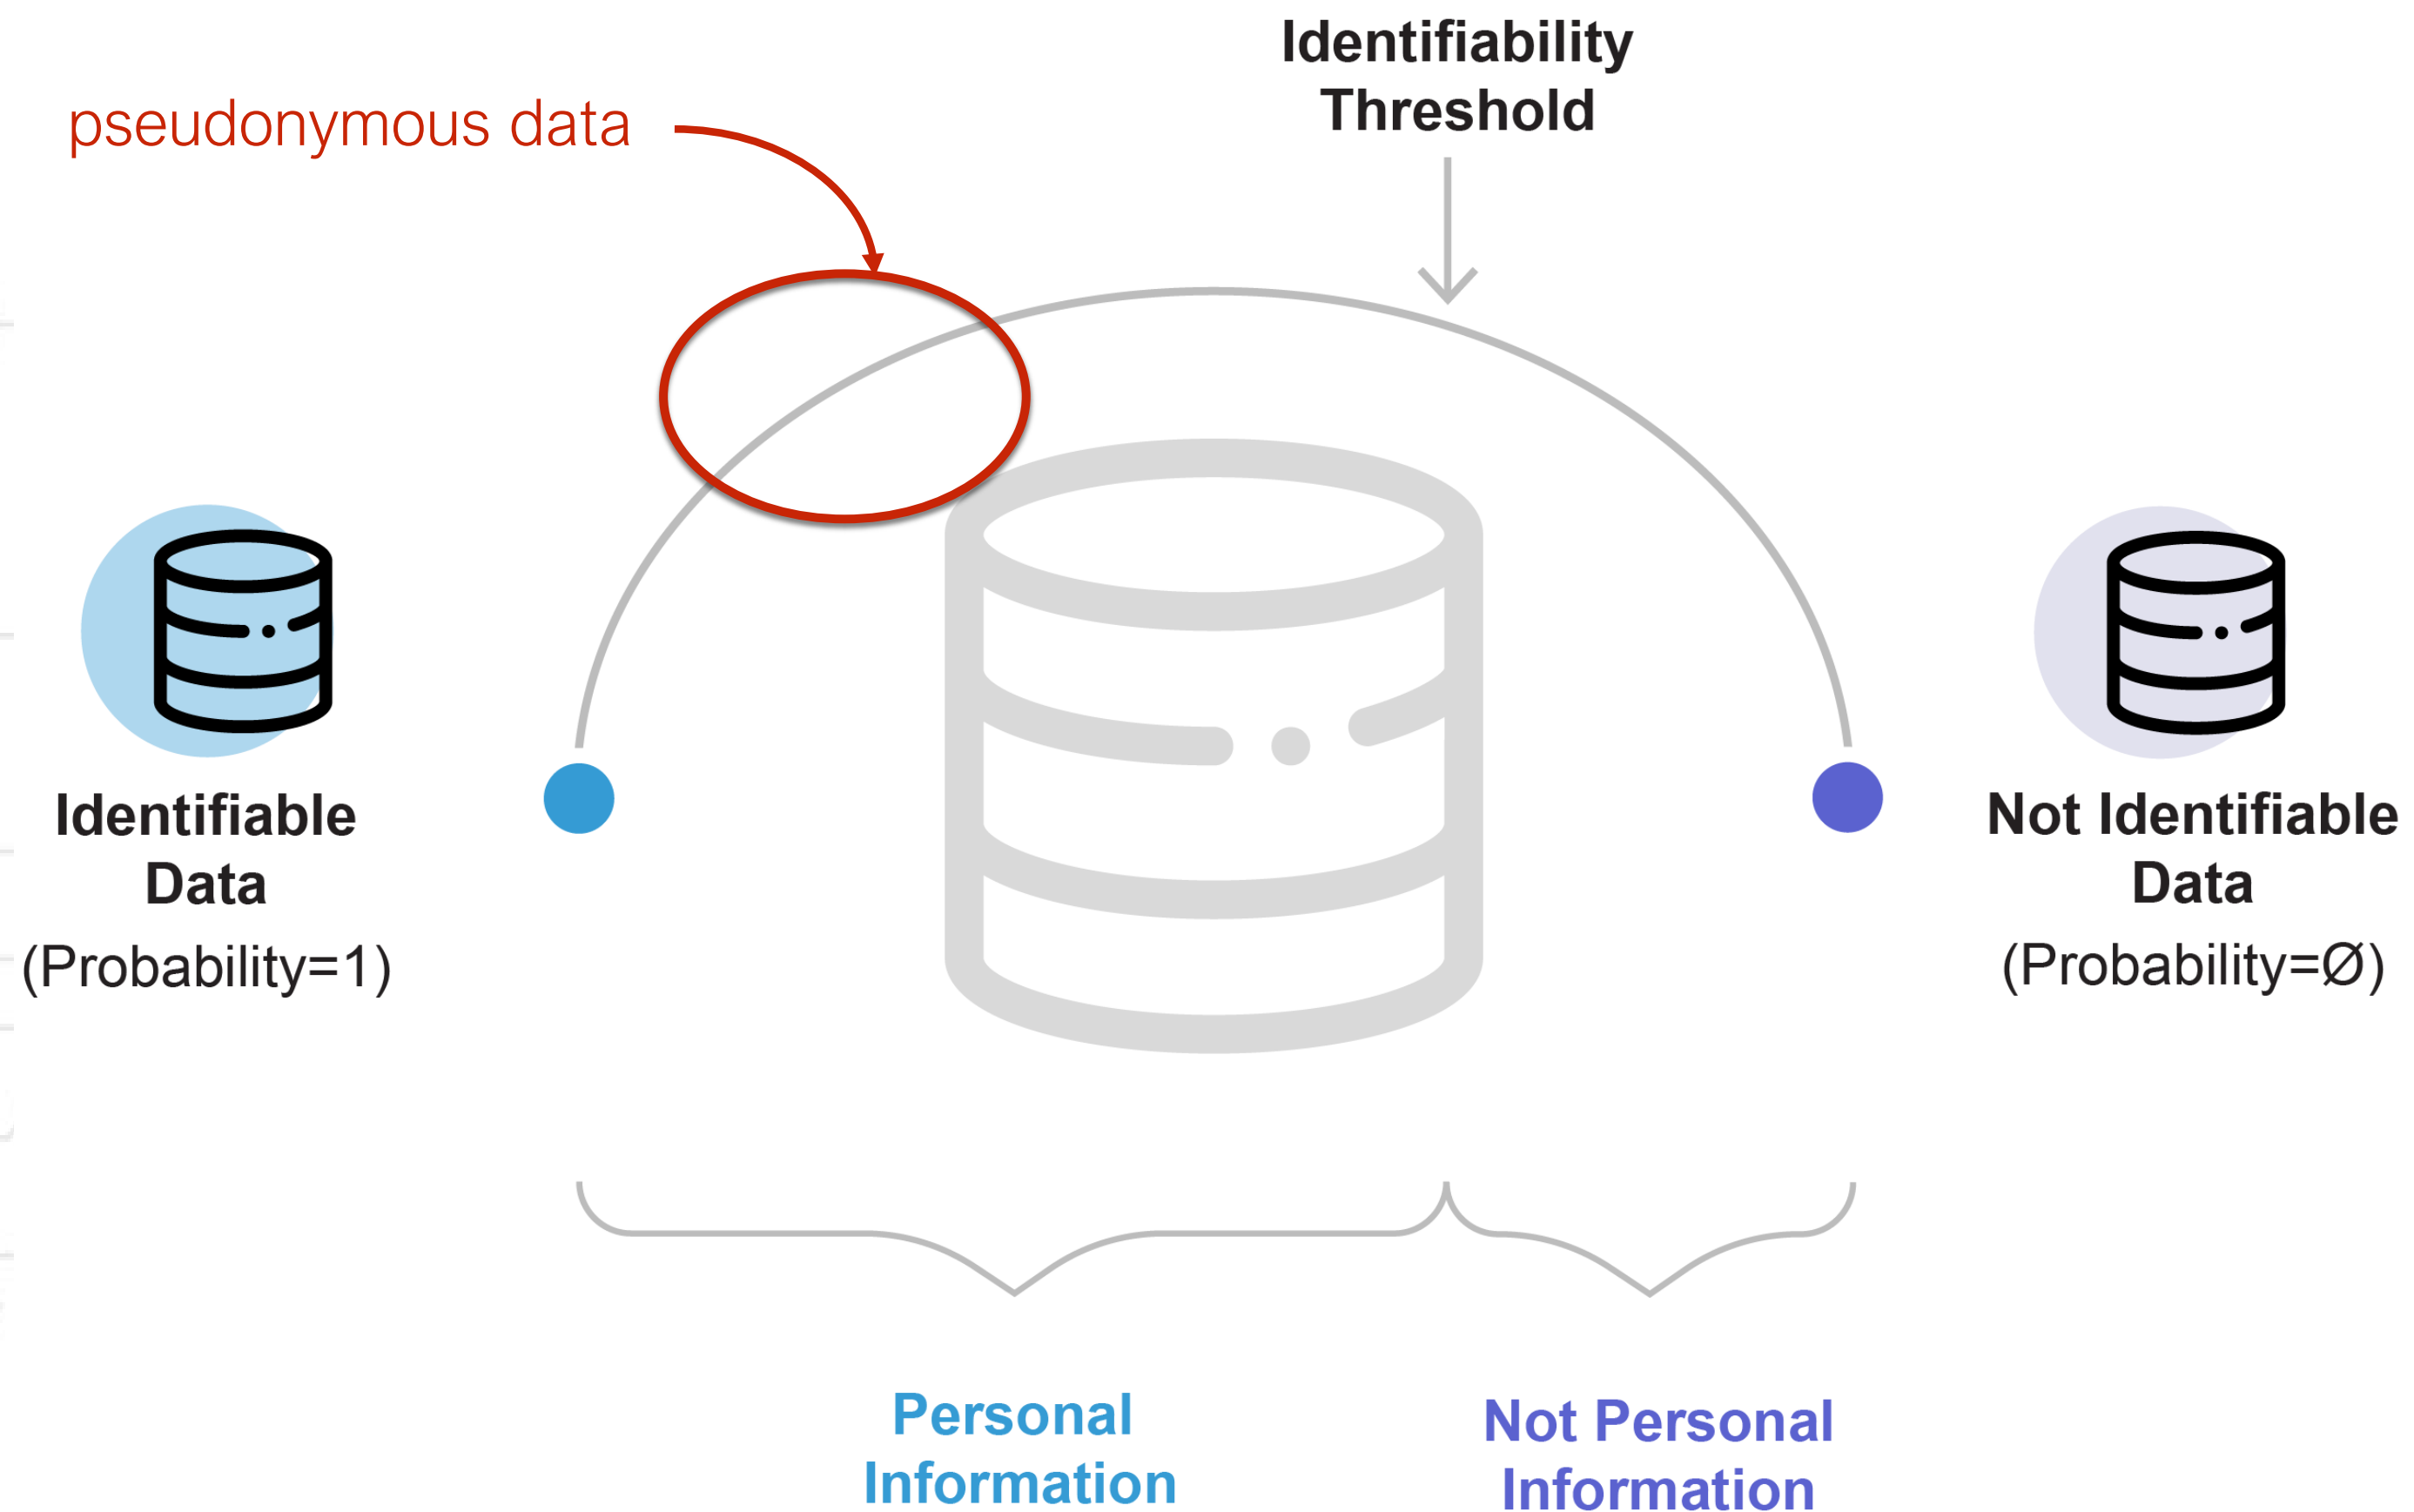 Identifiability
Threshold
pseudonymous data
Identifiable
Data
(Probability=1)
Not Identifiable
Data
(Probability=Ø)
Personal
Information
Not Personal
Information